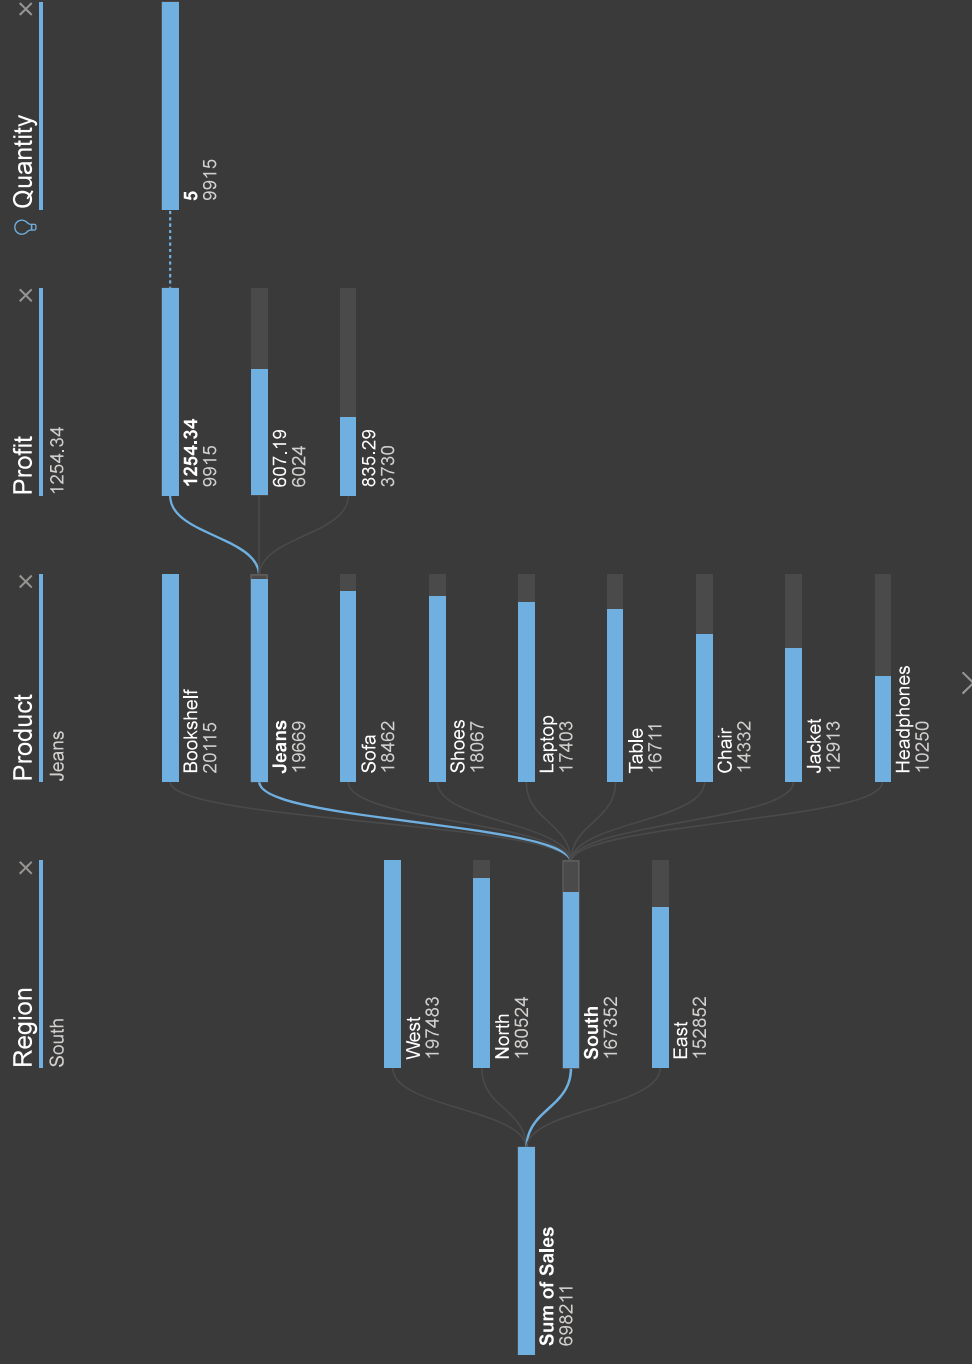 Region
South
Product
Jeans
Profit
1254.34
Quantity
Sum of Sales
698211
West
197483
North
180524
South
167352
East
152852
Bookshelf
20115
Jeans
19669
Sofa
18462
Shoes
18067
Laptop
17403
Table
16711
Chair
14332
Jacket
12913
Headphones
10250
1254.34
9915
607.19
6024
835.29
3730
5
9915